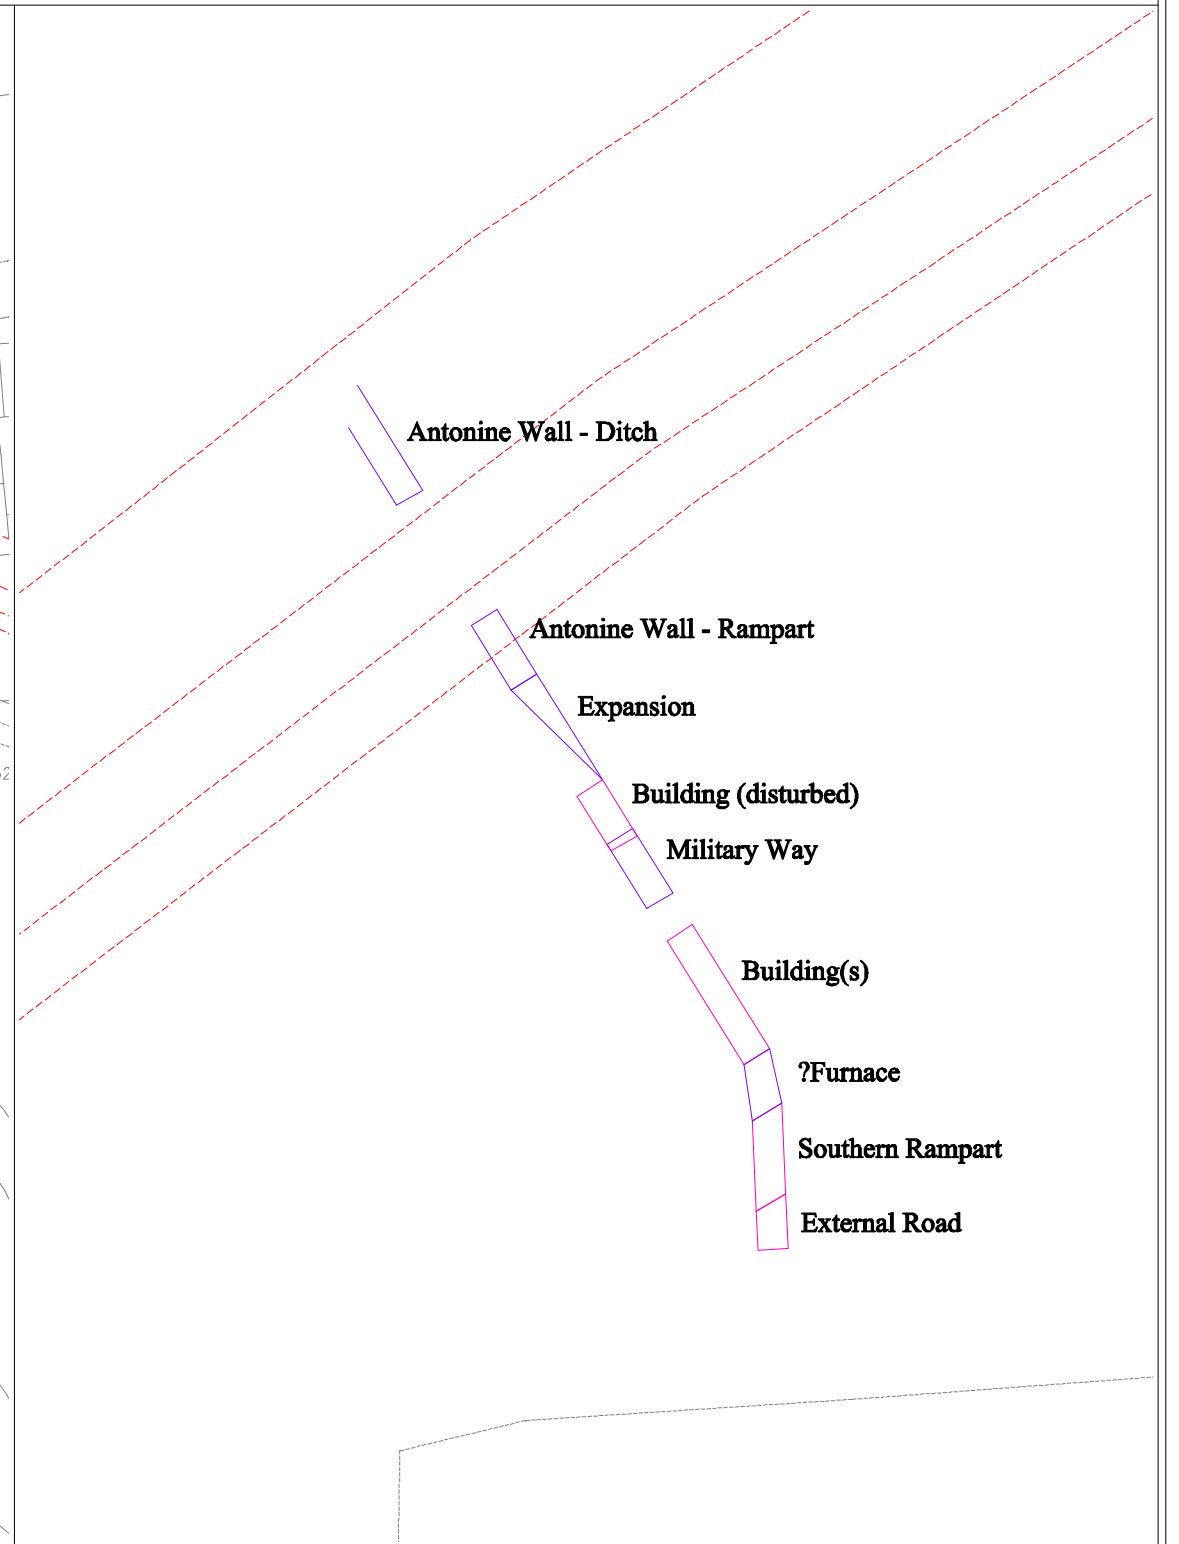 Antonine Wall - Ditch
Antonine Wall - Rampart
Expansion
Building (disturbed)
Military Way
Building(s)
?Furnace
Southern Rampart
External Road